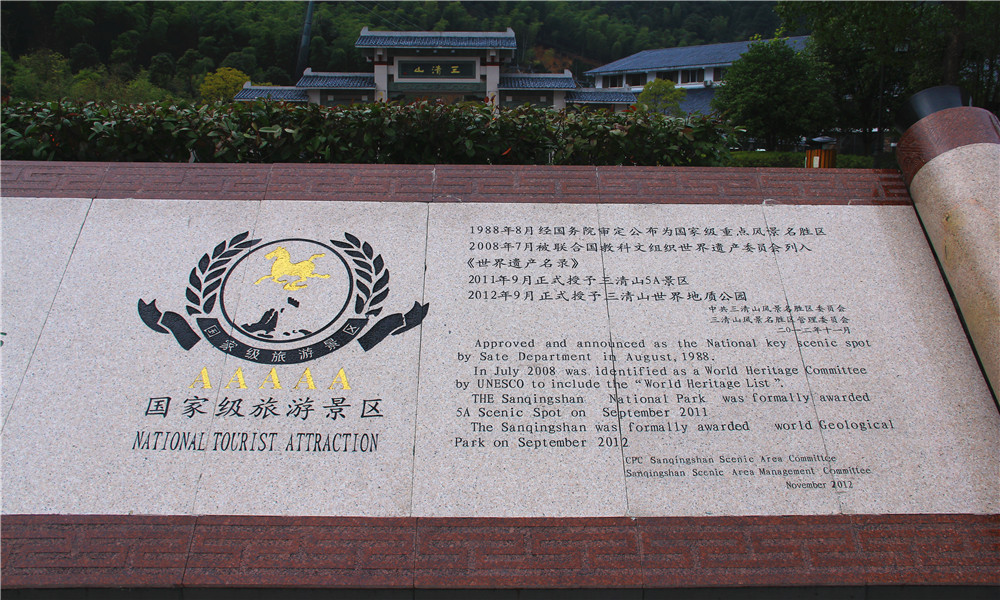 三清山
国家级旅游景区
AAAAA
国家级旅游景区
NATIONAL TOURIST ATTRACTION
1988年8月经国务院审定公布为国家级重点风景名胜区
2008年7月被联合国教科文组织世界遗产委员会列入
《世界遗产名录》
2011年9月正式授予三清山5A景区
2012年9月正式授予三清山世界地质公园
中共三清山风景名胜区委员会
三清山风景名胜区管理委员会
二〇一二年十一月
Approved and announced as the National key scenic spot
by Sate Department in August,1988.
In July 2008 was identified as a World Heritage Committee
by UNESCO to include the "World Heritage List".
THE Sanqingshan National Park was formally awarded
5A Scenic Spot on September 2011
The Sanqingshan was formally awarded world Geological
Park on September 2012
CPC Sanqingshan Scenic Area Committee
Sanqingshan Scenic Area Management Committee
November 2012